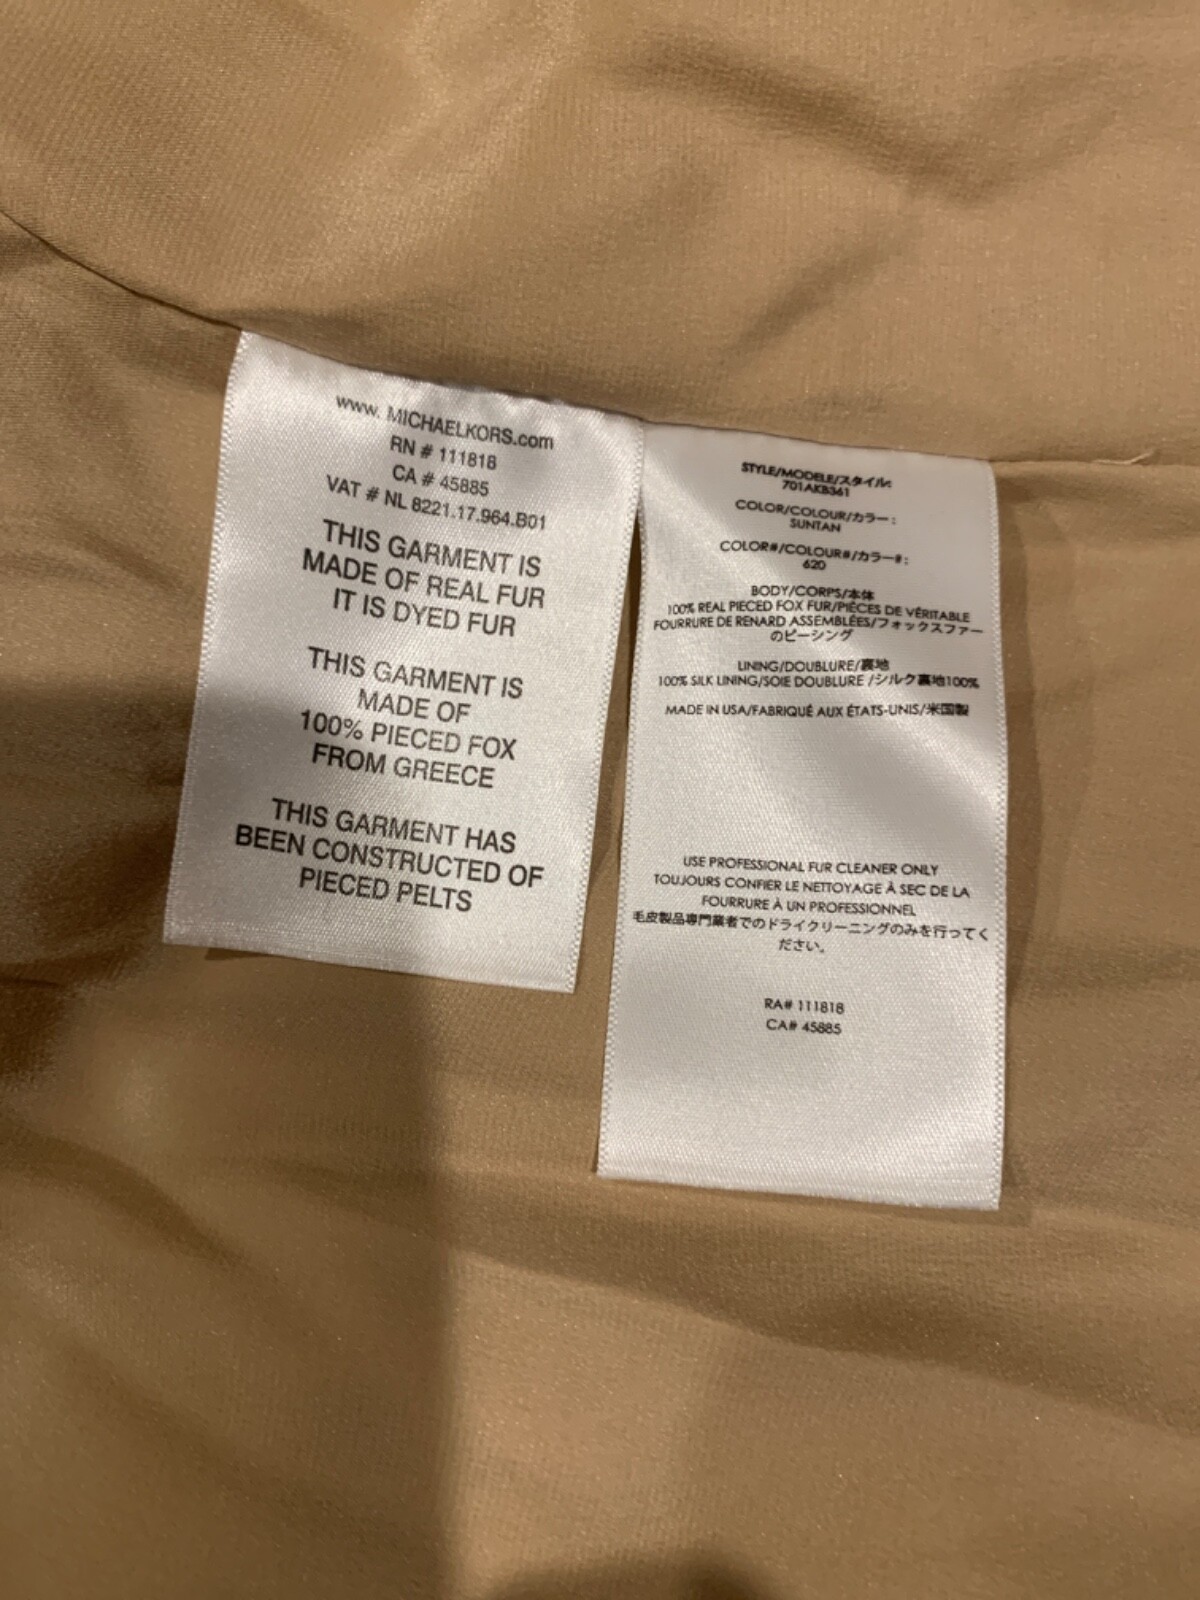 www. MICHAELKORS.com
RN # 111818
CA # 45885
VAT # NL 8221.17.964.B01
THIS GARMENT IS
MADE OF REAL FUR
IT IS DYED FUR
THIS GARMENT IS
MADE OF
100% PIECED FOX
FROM GREECE
THIS GARMENT HAS
BEEN CONSTRUCTED OF
PIECED PELTS
STYLE/MODELE/スタイル:
701AKB361
COLOR/COLOUR/カラー:
SUNTAN
COLOR#/COLOUR#/カラー#:
620
BODY/CORPS/本体
100% REAL PIECED FOX FUR/PIÈCES DE VÉRITABLE
FOURRURE DE RENARD ASSEMBLÉES/フォックスファー
のピーシング
LINING/DOUBLURE/裏地
100% SILK LINING/SOIE DOUBLURE /シルク裏地100%
MADE IN USA/FABRIQUÉ AUX ÉTATS-UNIS/米国製
USE PROFESSIONAL FUR CLEANER ONLY
TOUJOURS CONFIER LE NETTOYAGE À SEC DE LA
FOURRURE À UN PROFESSIONNEL
毛皮製品専門業者でのドライクリーニングのみを行ってく
ださい。
RA# 111818
CA# 45885